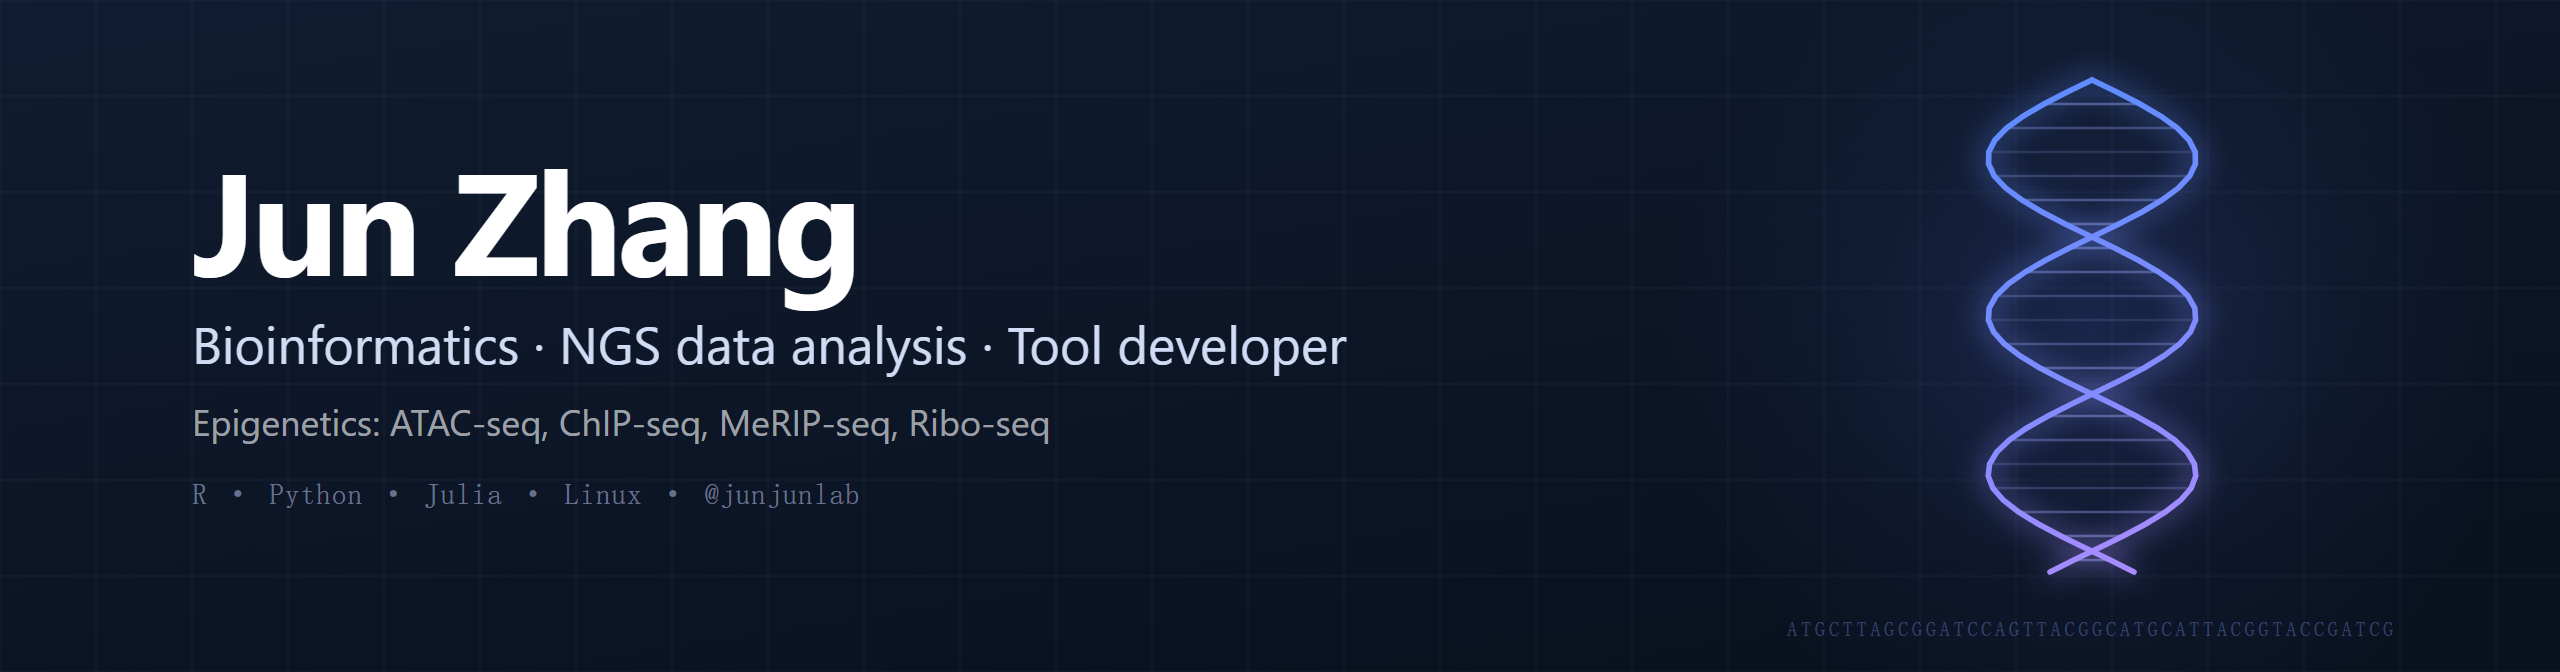 Jun Zhang
Bioinformatics · NGS data analysis · Tool developer
Epigenetics: ATAC-seq, ChIP-seq, MeRIP-seq, Ribo-seq
R • Python • Julia • Linux • @junjunlab
ATGCTTAGCGGATCCAGTTACGGCATGCATTACGGTACCGATCG